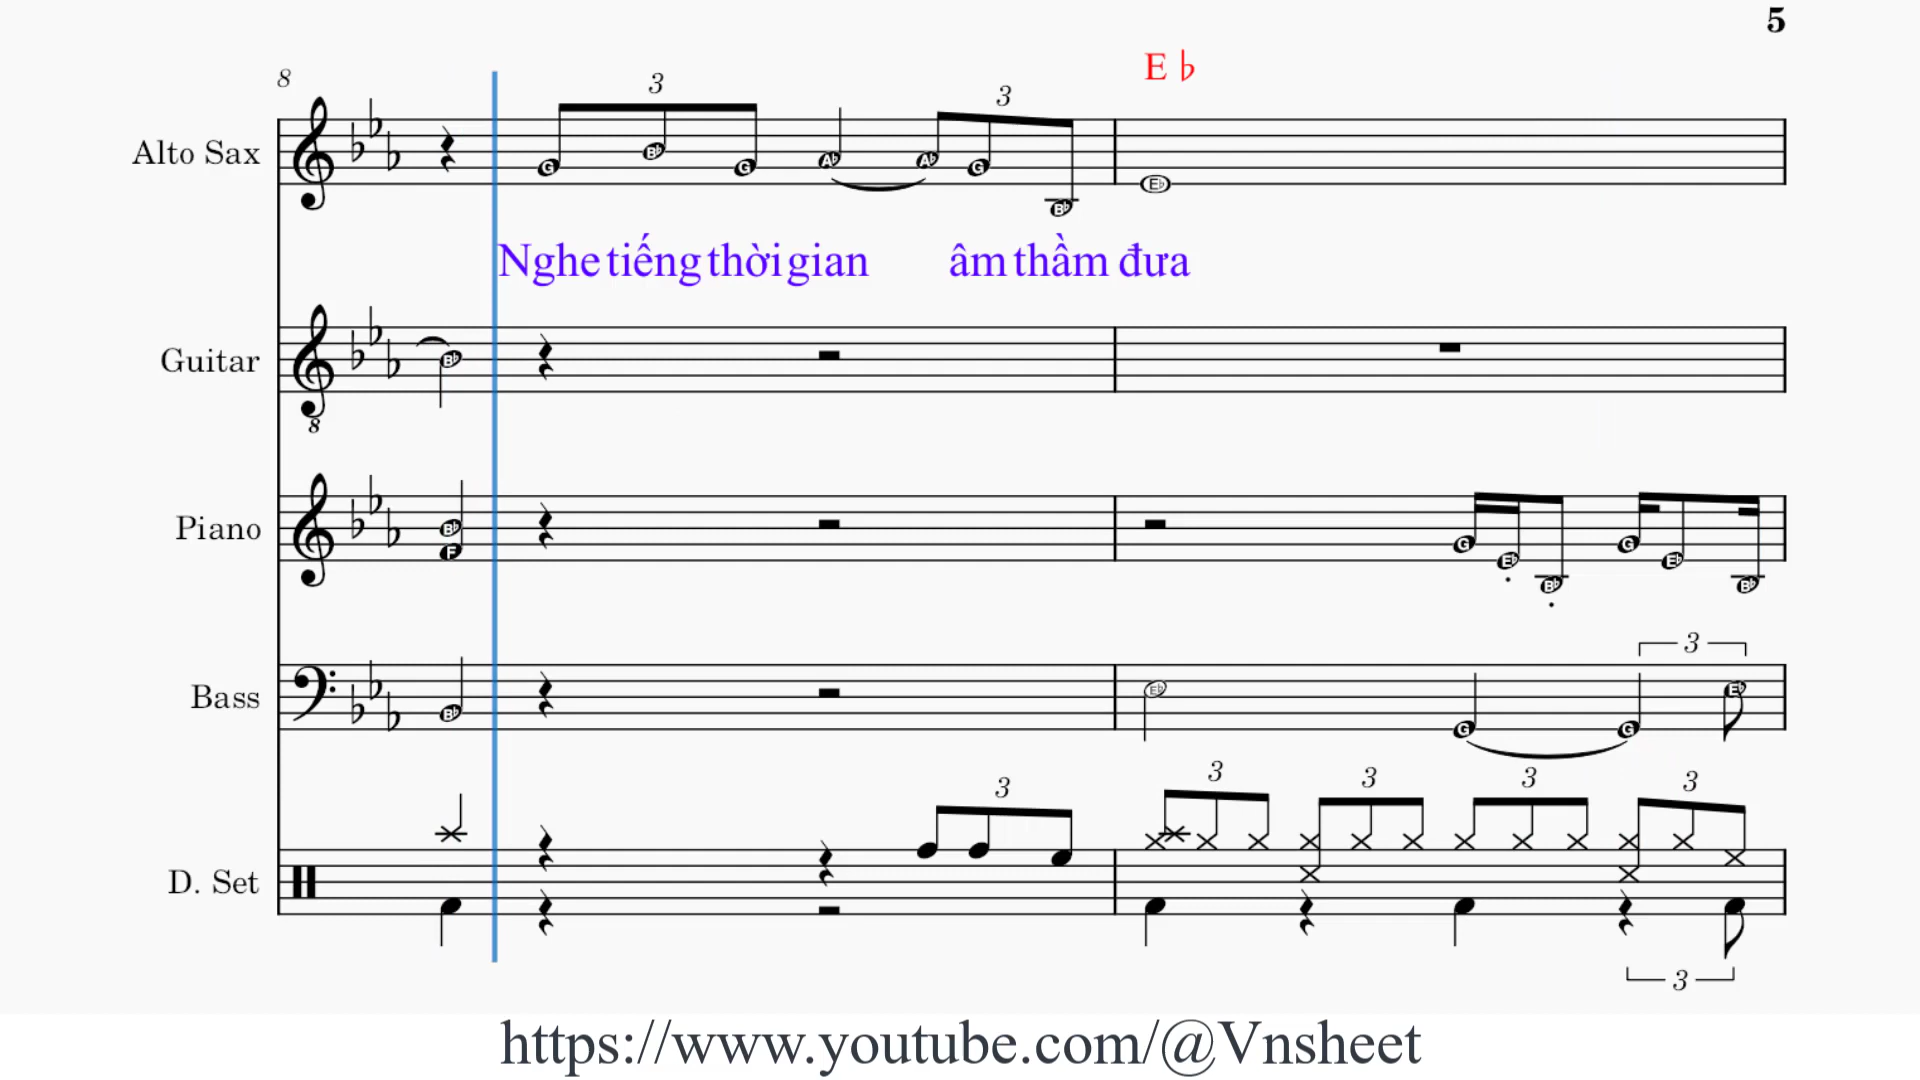 5
8
E ♭
3
3
Alto Sax
G B♭ G A♭ A♭ G B♭ E♭
Nghe tiếng thời gian âm thầm đưa
Guitar
B♭
8
Piano
B♭ F G E♭ B♭ G E♭ B♭
3
Bass
B♭ E♭ G G E♭
3 3 3 3 3
D. Set
3
https://www.youtube.com/@Vnsheet